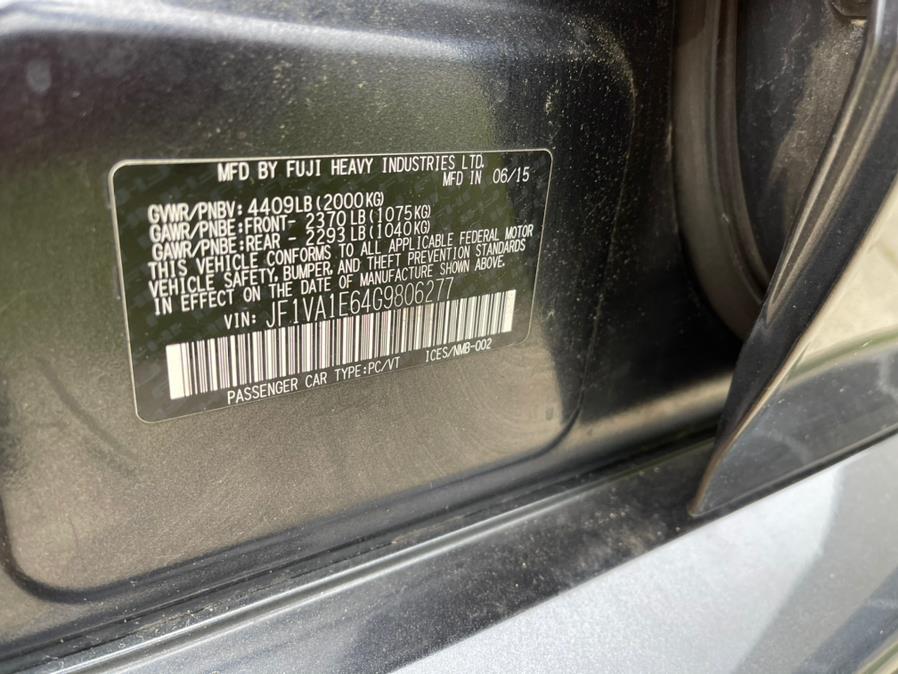 MFD BY FUJI HEAVY INDUSTRIES LTD.
MFD IN 06/15
GVWR/PNBV: 4409LB(2000KG)
GAWR/PNBE:FRONT- 2370LB(1075KG)
GAWR/PNBE:REAR - 2293LB(1040KG)
THIS VEHICLE CONFORMS TO ALL APPLICABLE FEDERAL MOTOR
VEHICLE SAFETY, BUMPER, AND THEFT PREVENTION STANDARDS
IN EFFECT ON THE DATE OF MANUFACTURE SHOWN ABOVE.
VIN: JF1VA1E64G9806277
PASSENGER CAR TYPE:PC/VT ICES/NMB-002